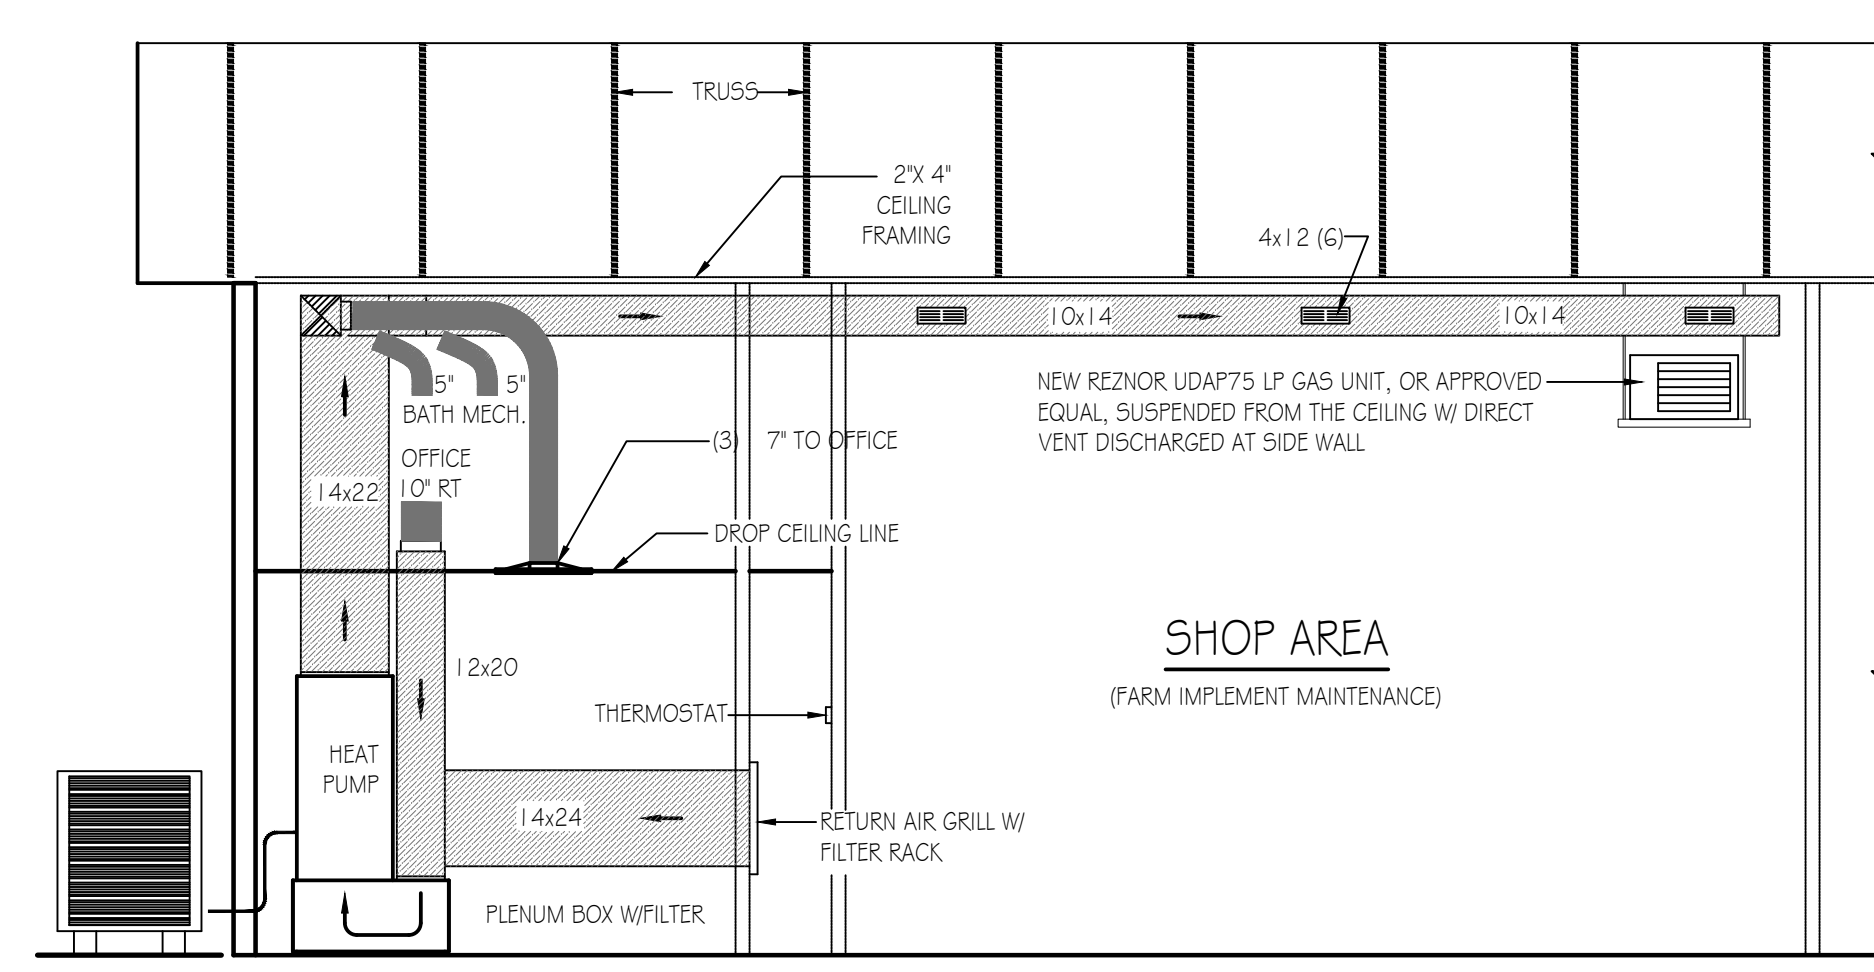 TRUSS
2"X 4"
CEILING
FRAMING
4x12 (6)
10x14
10x14
NEW REZNOR UDAP75 LP GAS UNIT, OR APPROVED
EQUAL, SUSPENDED FROM THE CEILING W/ DIRECT
VENT DISCHARGED AT SIDE WALL
5"
5"
BATH MECH.
(3) 7" TO OFFICE
OFFICE
10" RT
14x22
DROP CEILING LINE
12x20
SHOP AREA
(FARM IMPLEMENT MAINTENANCE)
THERMOSTAT
HEAT
PUMP
14x24
RETURN AIR GRILL W/
FILTER RACK
PLENUM BOX W/FILTER